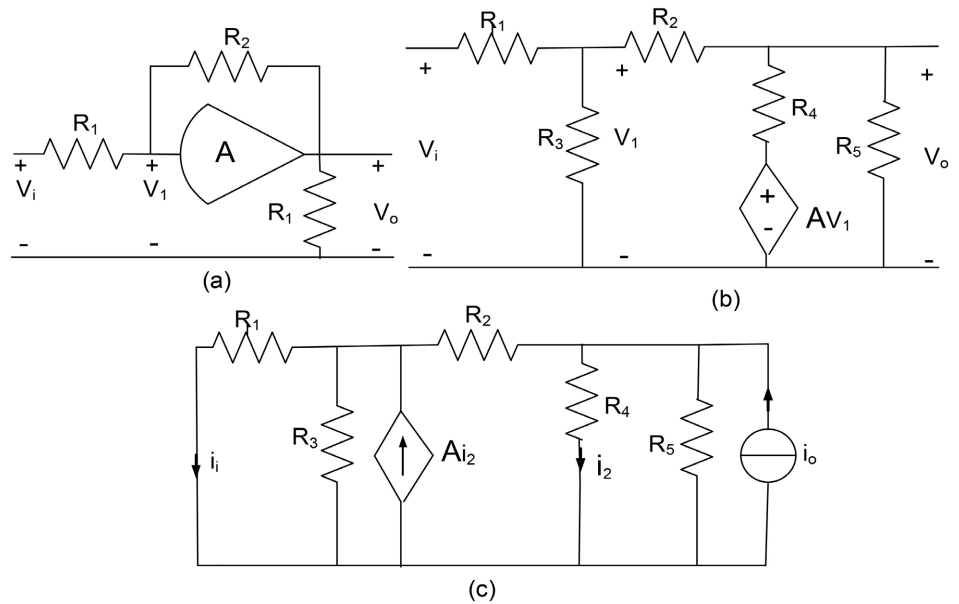 R2
R1
A
+
Vi
-
+
V1
-
R1
+
Vo
-
(a)
R1
R2
+
Vi
-
R3
+
V1
-
R4
+
-
AV1
R5
+
Vo
-
(b)
R1
R2
ii
R3
Ai2
R4
i2
R5
io
(c)